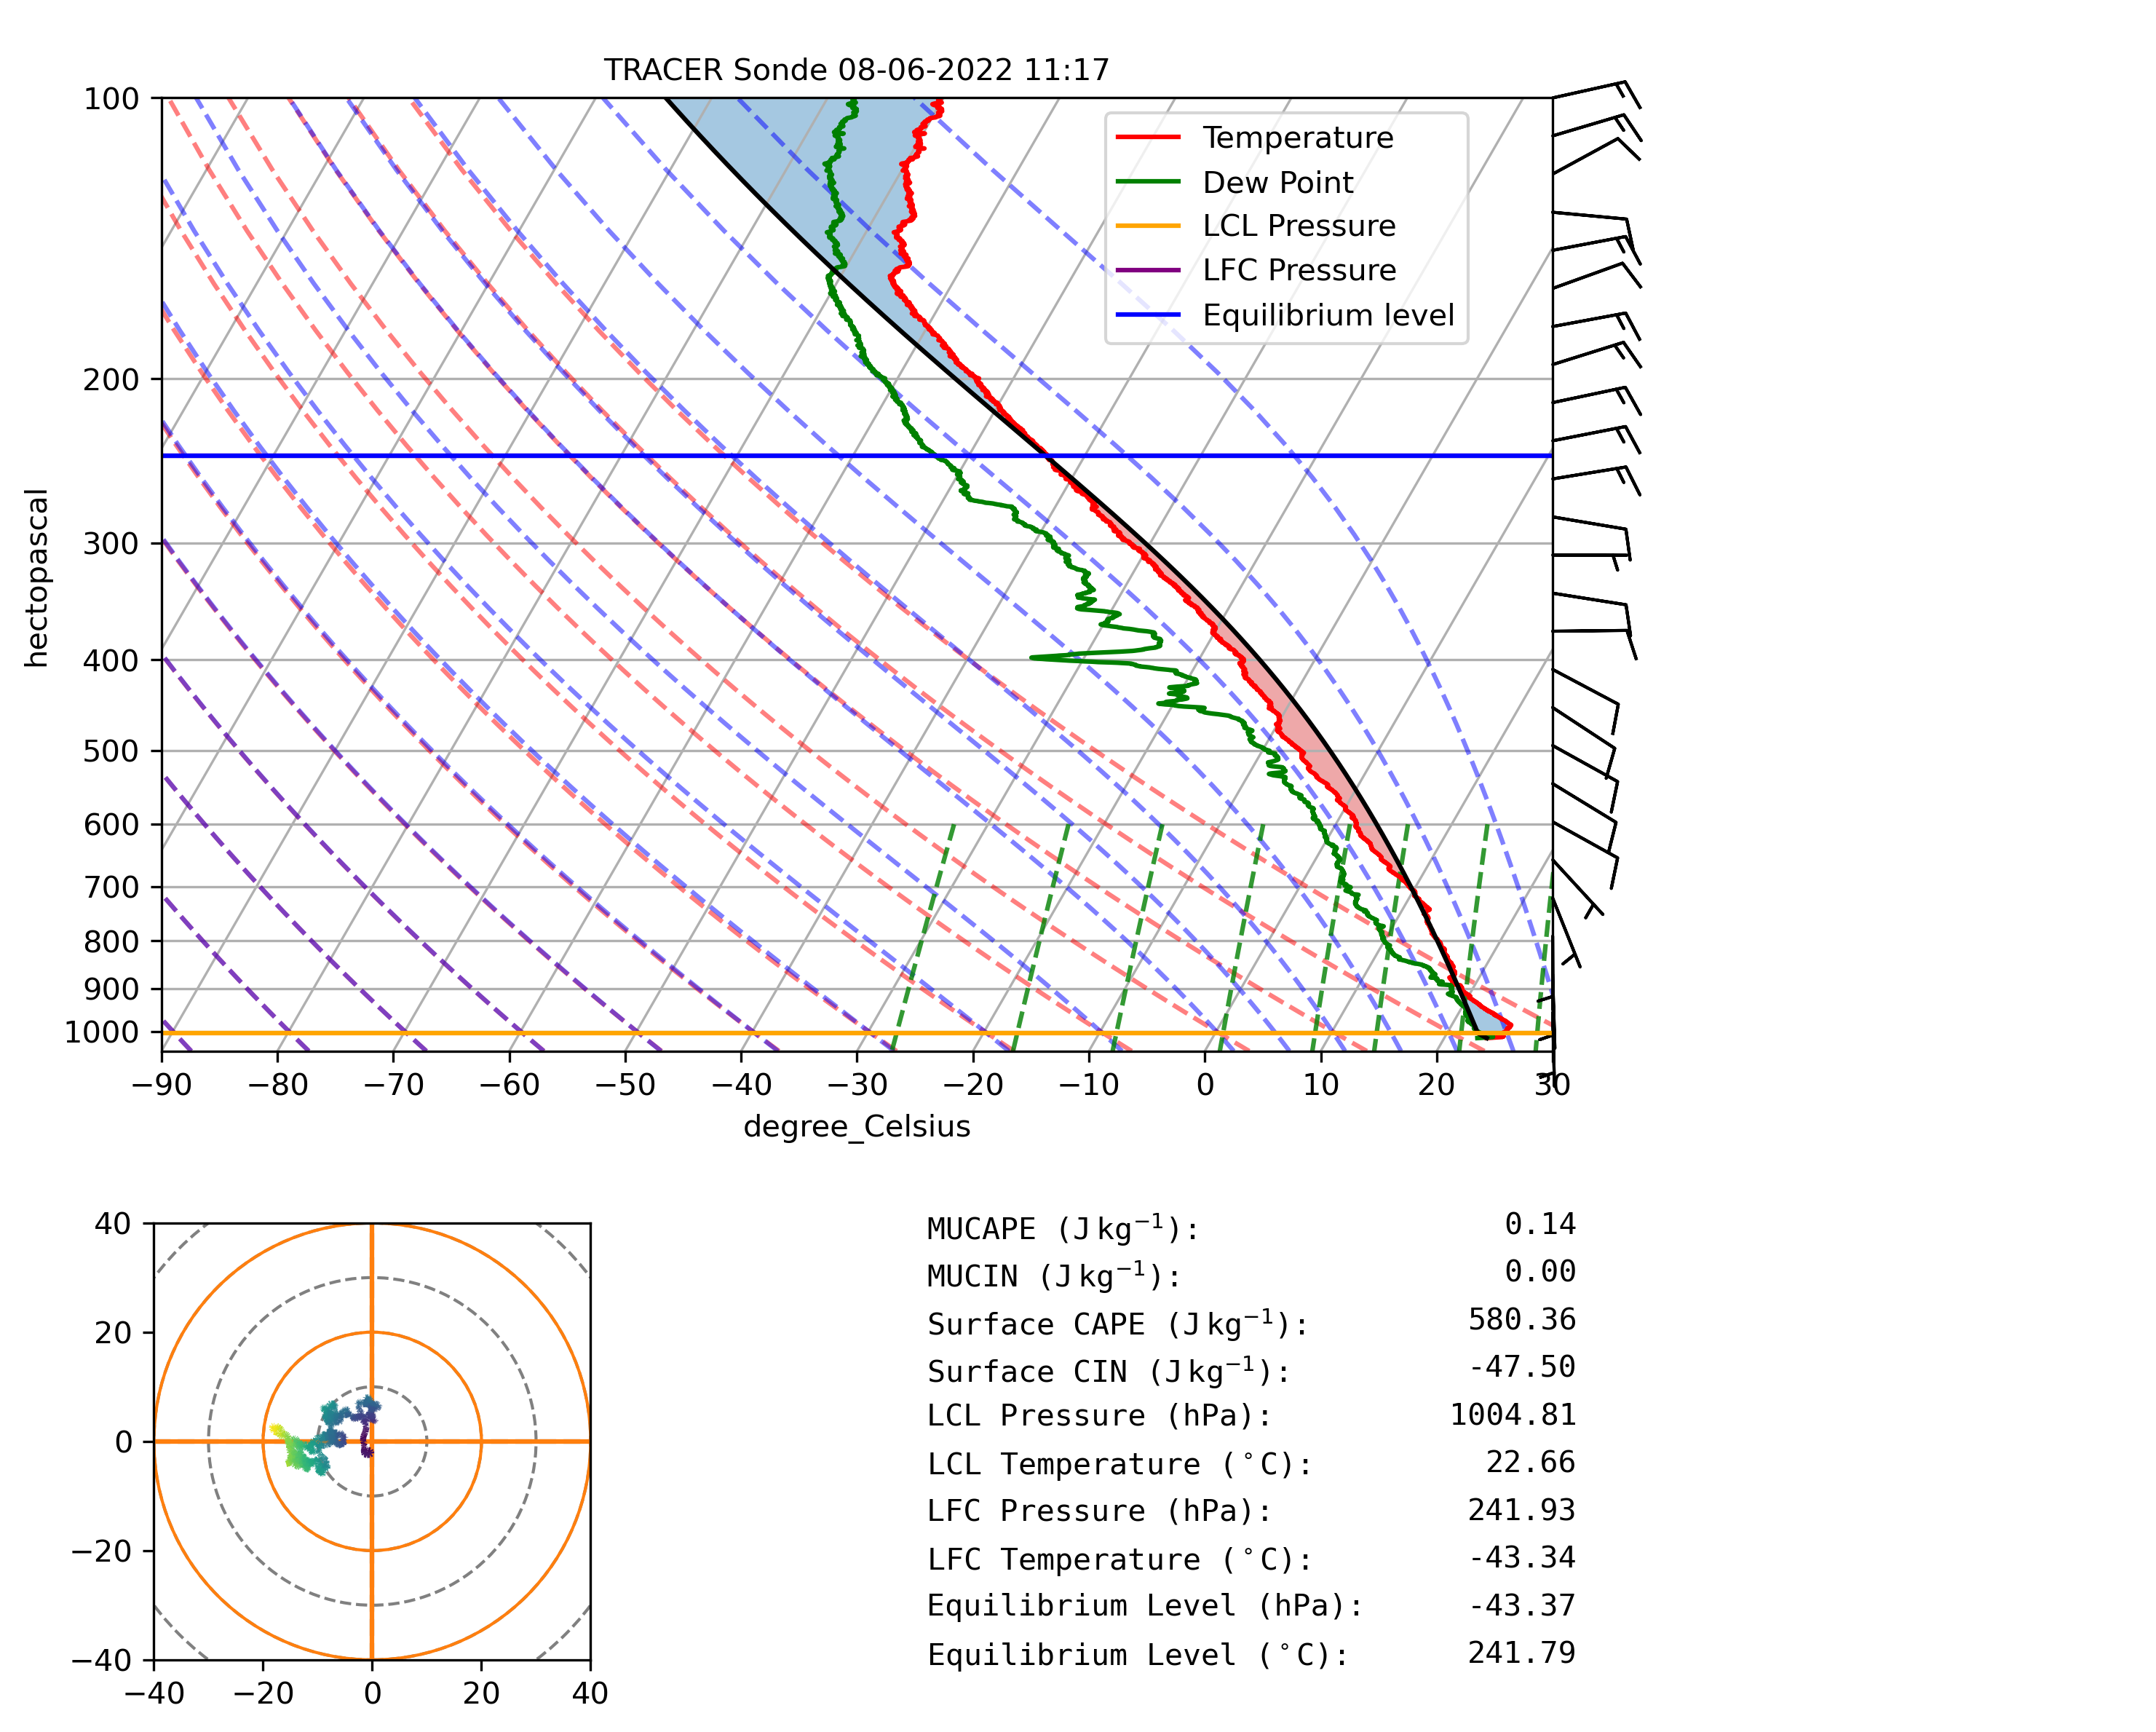 TRACER Sonde 08-06-2022 11:17
Temperature
Dew Point
LCL Pressure
LFC Pressure
Equilibrium level
hectopascal
100
200
300
400
500
600
700
800
900
1000
−90 −80 −70 −60 −50 −40 −30 −20 −10 0 10 20 30
degree_Celsius
40
20
0
−20
−40
−40 −20 0 20 40
MUCAPE (J kg⁻¹): 0.14
MUCIN (J kg⁻¹): 0.00
Surface CAPE (J kg⁻¹): 580.36
Surface CIN (J kg⁻¹): -47.50
LCL Pressure (hPa): 1004.81
LCL Temperature (°C): 22.66
LFC Pressure (hPa): 241.93
LFC Temperature (°C): -43.34
Equilibrium Level (hPa): -43.37
Equilibrium Level (°C): 241.79